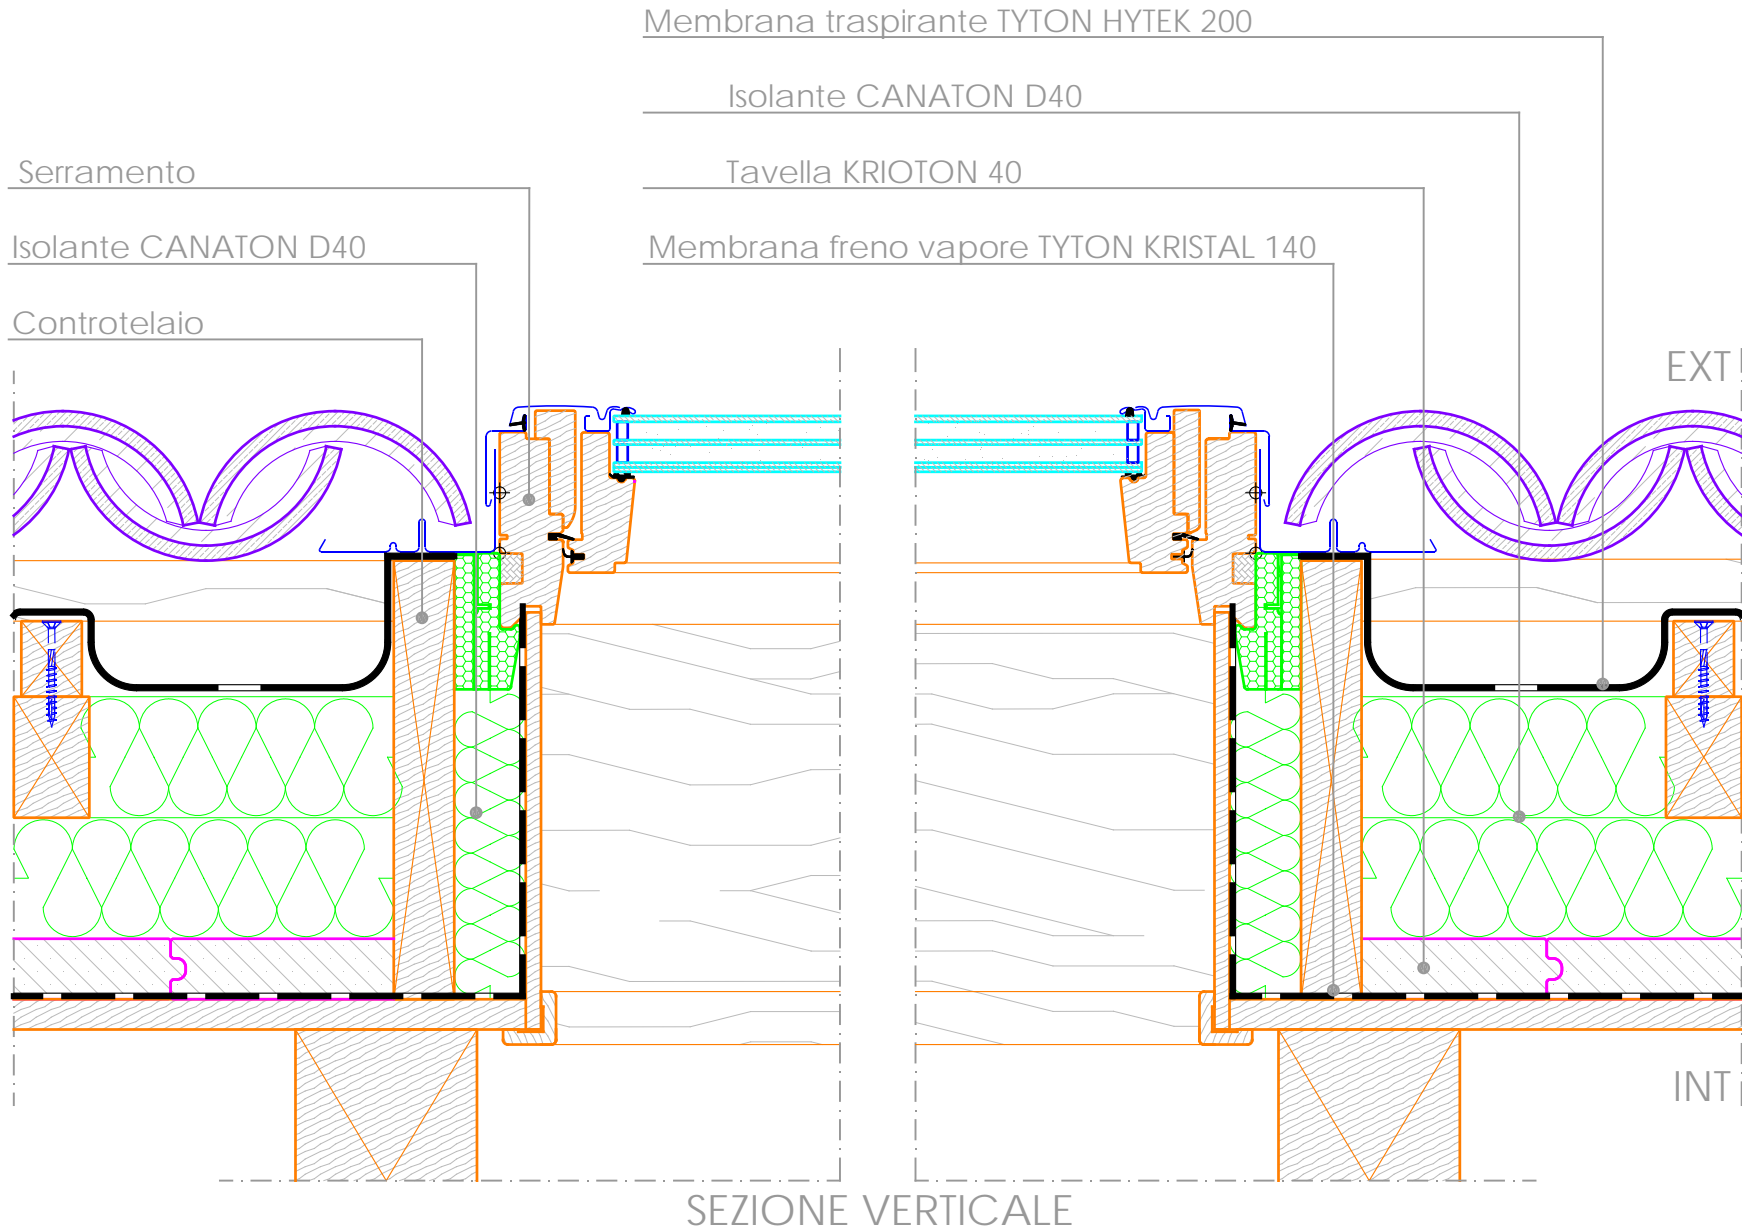 Membrana traspirante TYTON HYTEK 200
Isolante CANATON D40
Serramento
Tavella KRIOTON 40
Isolante CANATON D40
Membrana freno vapore TYTON KRISTAL 140
Controtelaio
EXT
INT
SEZIONE VERTICALE